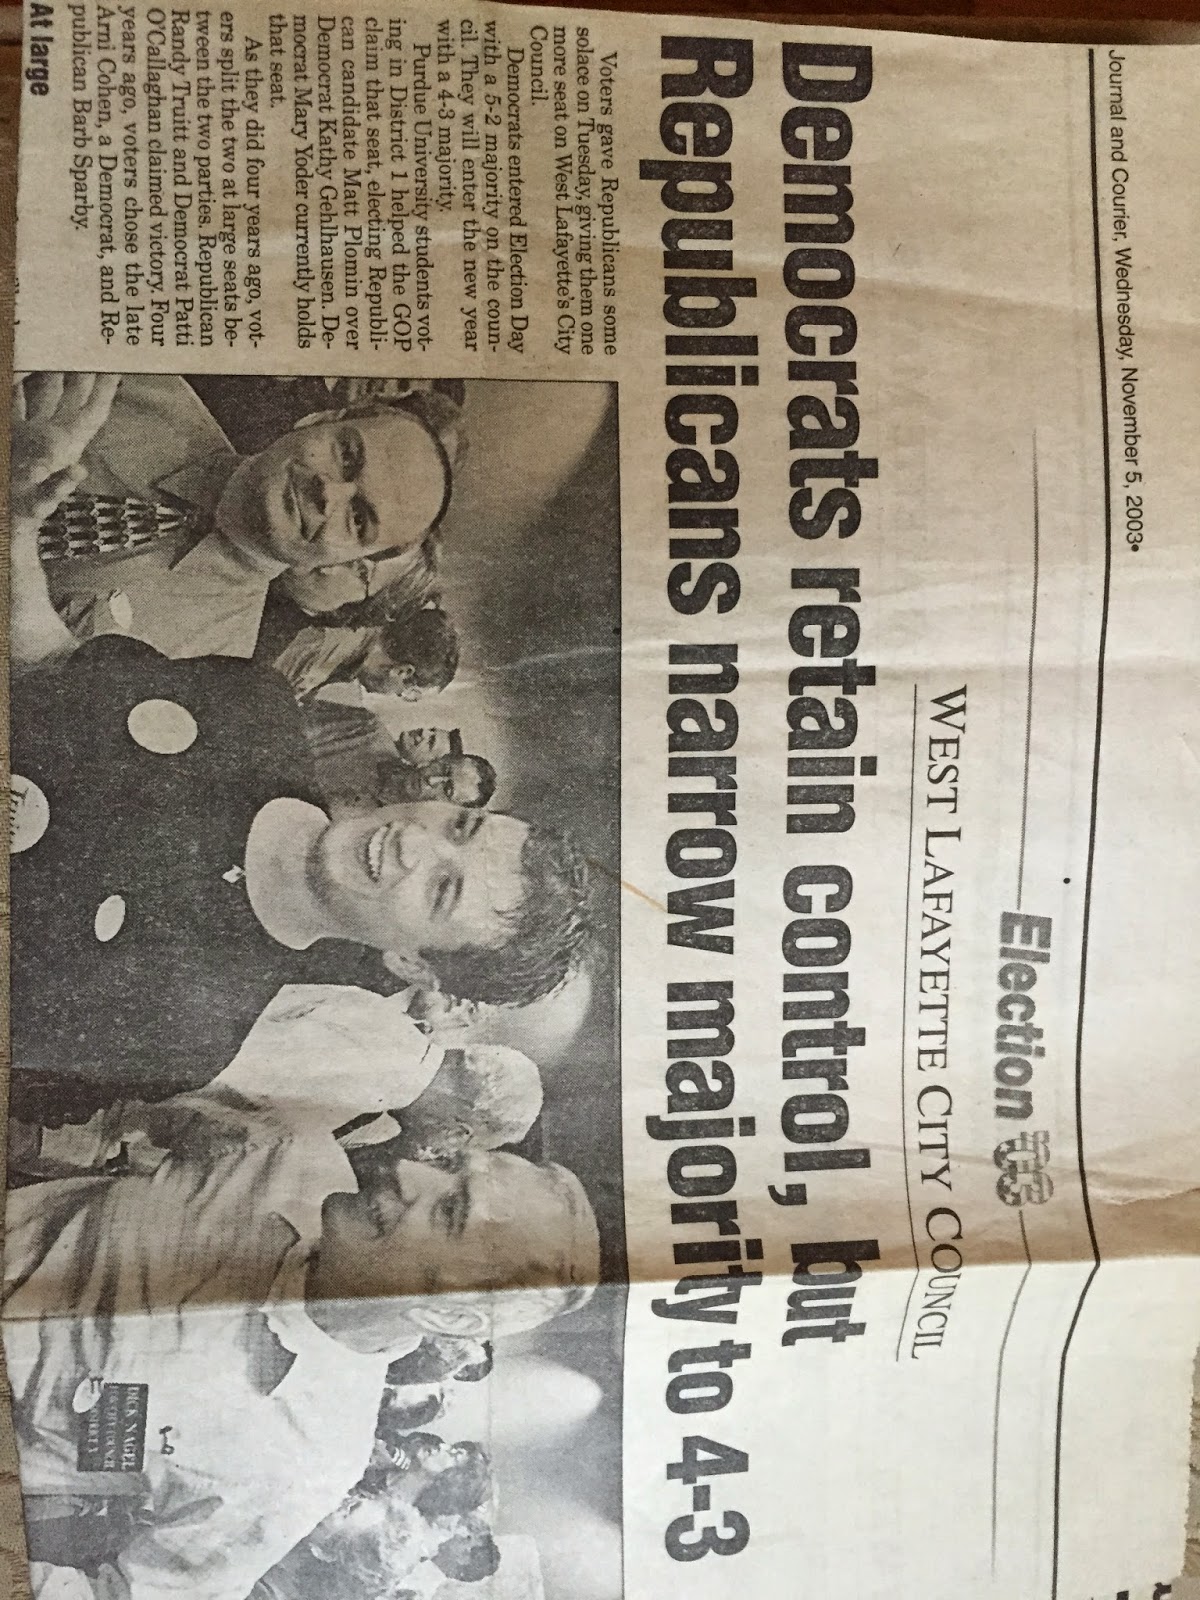 Journal and Courier, Wednesday, November 5, 2003•
Election '03
WEST LAFAYETTE CITY COUNCIL
Democrats retain control, but
Republicans narrow majority to 4-3
Voters gave Republicans some
solace on Tuesday, giving them one
more seat on West Lafayette's City
Council.
Democrats entered Election Day
with a 5-2 majority on the coun-
cil. They will enter the new year
with a 4-3 majority.
Purdue University students vot-
ing in District 1 helped the GOP
claim that seat, electing Republi-
can candidate Matt Plomin over
Democrat Kathy Gehlhausen. De-
mocrat Mary Yoder currently holds
that seat.
As they did four years ago, vot-
ers split the two at large seats be-
tween the two parties. Republican
Randy Truitt and Democrat Patti
O'Callaghan claimed victory. Four
years ago, voters chose the late
Arni Cohen, a Democrat, and Re-
publican Barb Sparby.
At large
DICK NAGEL
FOR CITY COUNCIL